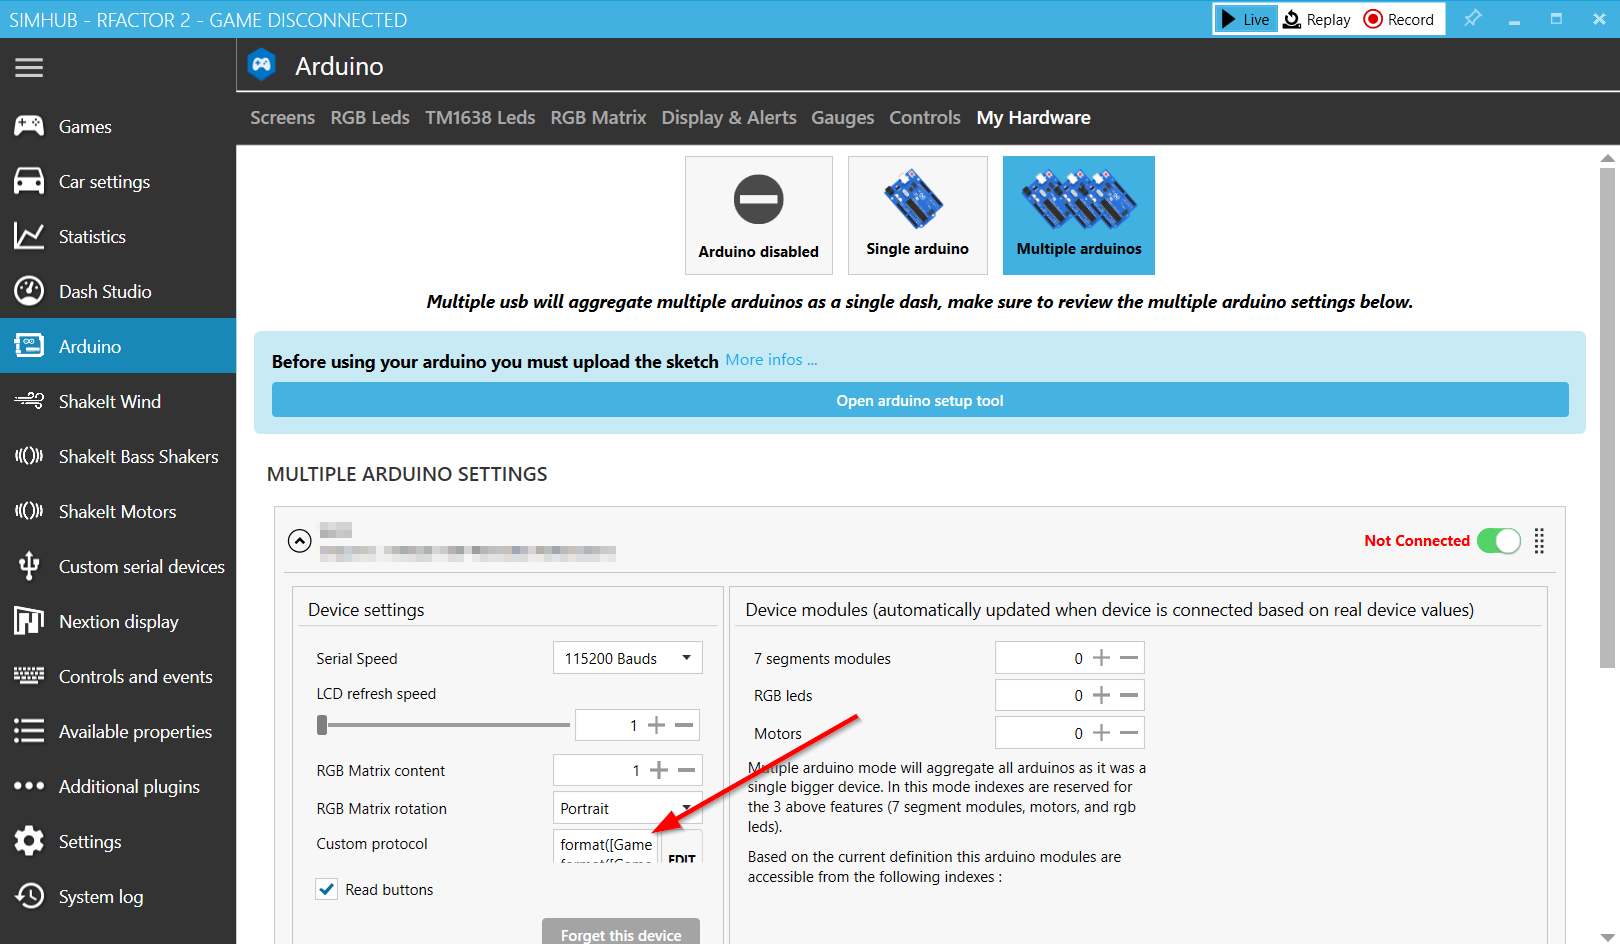 SIMHUB - RFACTOR 2 - GAME DISCONNECTED
Live
Replay
Record
Arduino
Games
Car settings
Statistics
Dash Studio
Arduino
ShakeIt Wind
ShakeIt Bass Shakers
ShakeIt Motors
Custom serial devices
Nextion display
Controls and events
Available properties
Additional plugins
Settings
System log
Screens RGB Leds TM1638 Leds RGB Matrix Display & Alerts Gauges Controls My Hardware
Arduino disabled
Single arduino
Multiple arduinos
Multiple usb will aggregate multiple arduinos as a single dash, make sure to review the multiple arduino settings below.
Before using your arduino you must upload the sketch More infos ...
Open arduino setup tool
MULTIPLE ARDUINO SETTINGS
Not Connected
Device settings
Serial Speed
115200 Bauds
LCD refresh speed
1
RGB Matrix content
1
RGB Matrix rotation
Portrait
Custom protocol
format([Game
format([Game
EDIT
Read buttons
Forget this device
Device modules (automatically updated when device is connected based on real device values)
7 segments modules
0
RGB leds
0
Motors
0
Mutiple arduino mode will aggregate all arduinos as it was a
single bigger device. In this mode indexes are reserved for
the 3 above features (7 segment modules, motors, and rgb
leds).
Based on the current definition this arduino modules are
accessible from the following indexes :